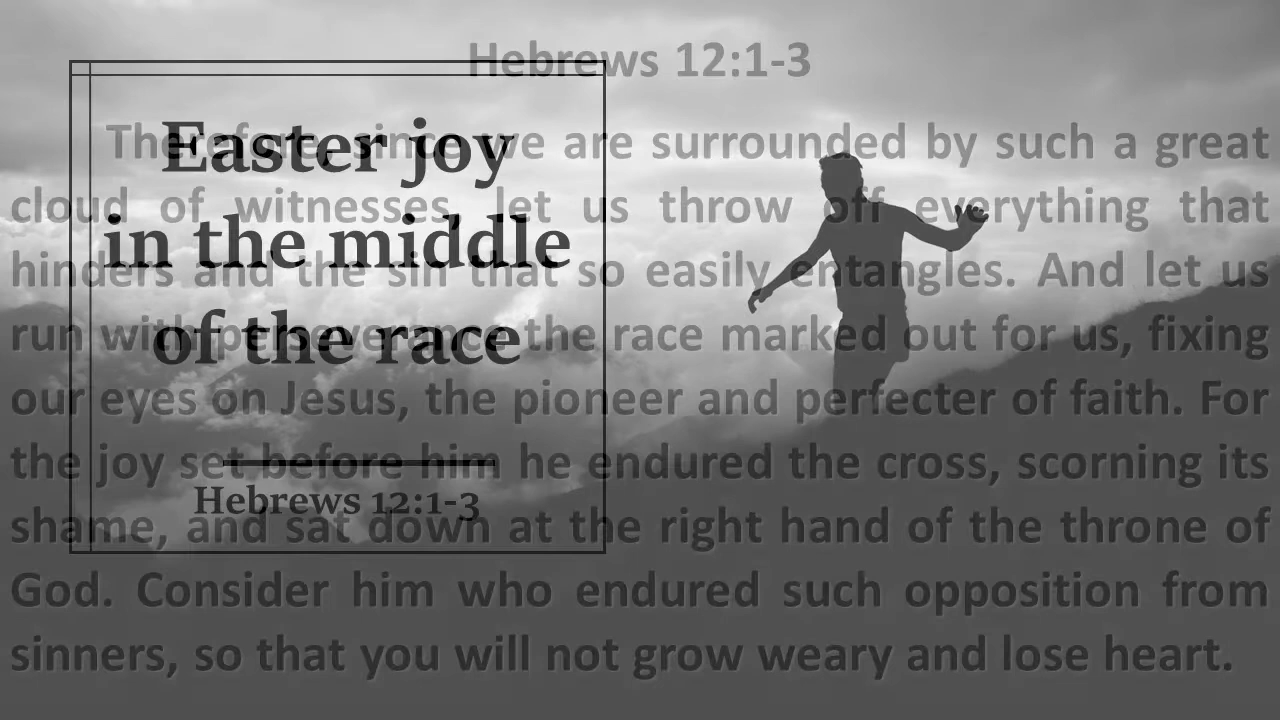 Easter joy
in the middle
of the race
Hebrews 12:1-3
Hebrews 12:1-3
Therefore, since we are surrounded by such a great
cloud of witnesses, let us throw off everything that
hinders and the sin that so easily entangles. And let us
run with perseverance the race marked out for us, fixing
our eyes on Jesus, the pioneer and perfecter of faith. For
the joy set before him he endured the cross, scorning its
shame, and sat down at the right hand of the throne of
God. Consider him who endured such opposition from
sinners, so that you will not grow weary and lose heart.